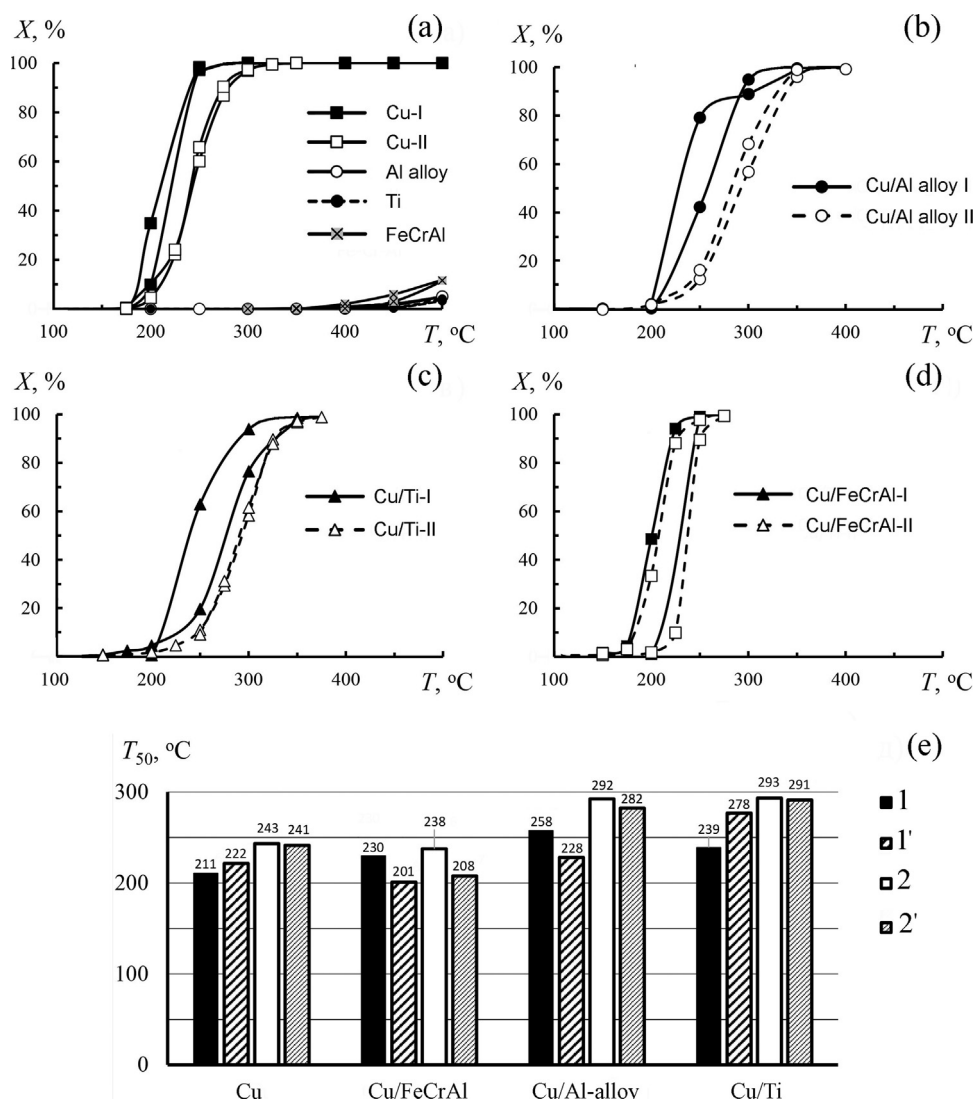 X, %
(a)
100
80
60
40
20
100
200
300
400
T, °C
Cu-I
Cu-II
Al alloy
Ti
FeCrAl
X, %
(b)
100
80
60
40
20
100
200
300
400
T, °C
Cu/Al alloy I
Cu/Al alloy II
X, %
(c)
100
80
60
40
20
100
200
300
400
T, °C
Cu/Ti-I
Cu/Ti-II
X, %
(d)
100
80
60
40
20
100
200
300
400
T, °C
Cu/FeCrAl-I
Cu/FeCrAl-II
T50, °C
(e)
300
200
100
0
211 222 243 241
230 201 238 208
258 228 292 282
239 278 293 291
Cu Cu/FeCrAl Cu/Al-alloy Cu/Ti
1
1'
2
2'